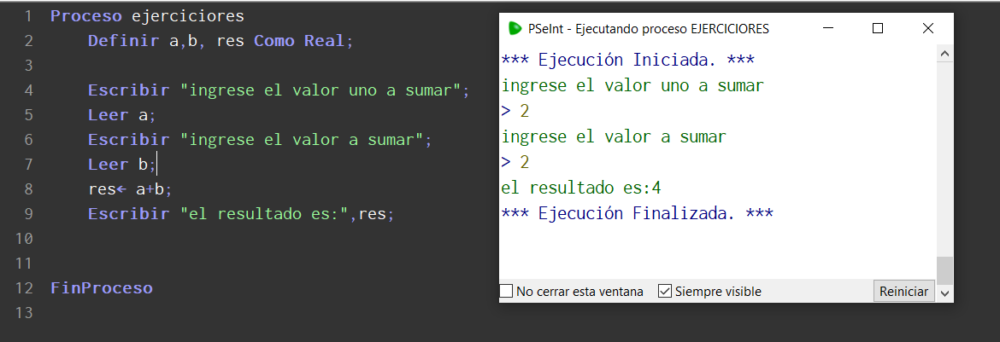 1 Proceso ejerciciores
2 Definir a,b, res Como Real;
3
4 Escribir "ingrese el valor uno a sumar";
5 Leer a;
6 Escribir "ingrese el valor a sumar";
7 Leer b;
8 res← a+b;
9 Escribir "el resultado es:",res;
10
11
12 FinProceso
13
PSeInt - Ejecutando proceso EJERCICIORES
*** Ejecución Iniciada. ***
ingrese el valor uno a sumar
> 2
ingrese el valor a sumar
> 2
el resultado es:4
*** Ejecución Finalizada. ***
No cerrar esta ventana Siempre visible Reiniciar